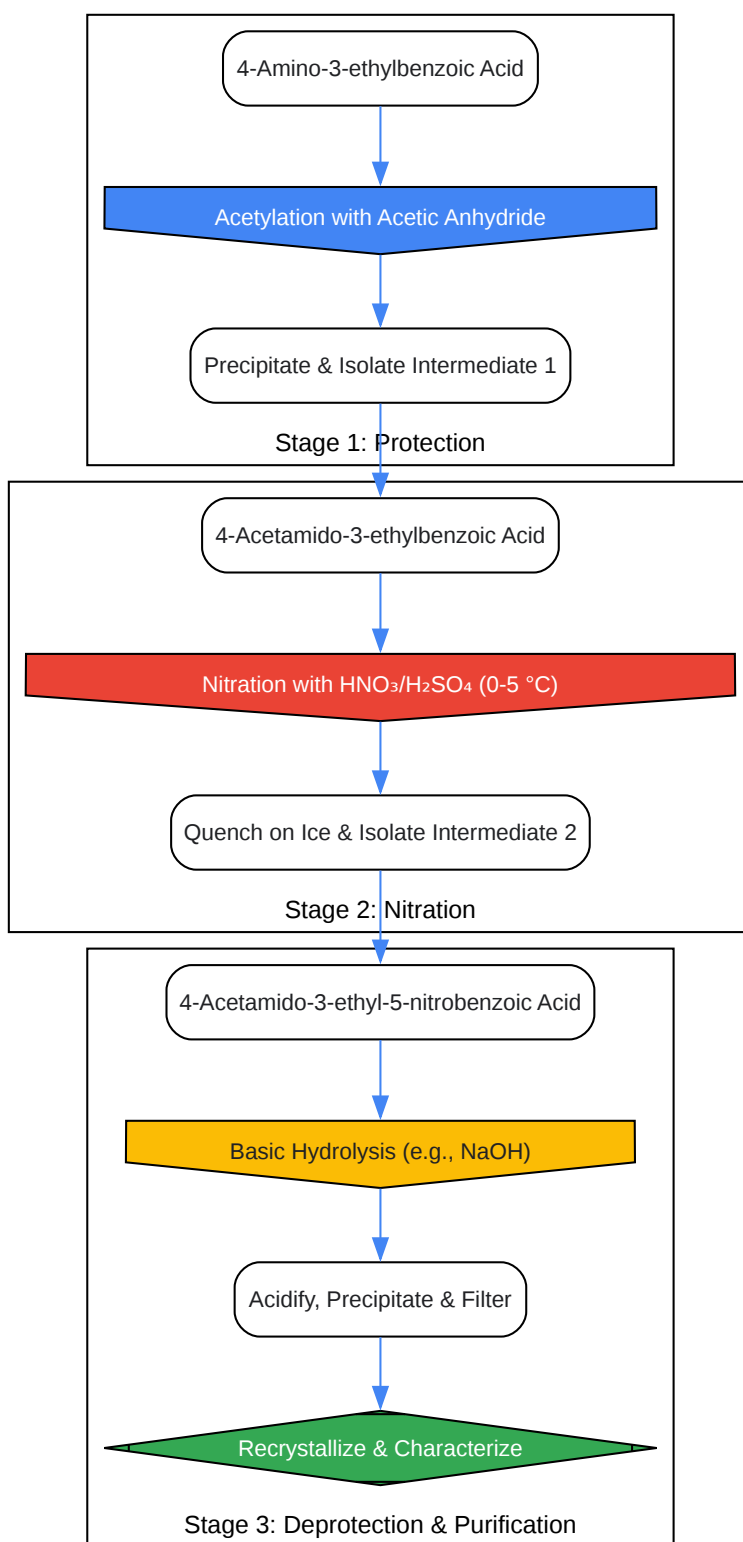 4-Amino-3-ethylbenzoic Acid
Acetylation with Acetic Anhydride
Precipitate & Isolate Intermediate 1
Stage 1: Protection
4-Acetamido-3-ethylbenzoic Acid
Nitration with HNO₃/H₂SO₄ (0-5 °C)
Quench on Ice & Isolate Intermediate 2
Stage 2: Nitration
4-Acetamido-3-ethyl-5-nitrobenzoic Acid
Basic Hydrolysis (e.g., NaOH)
Acidify, Precipitate & Filter
Recrystallize & Characterize
Stage 3: Deprotection & Purification